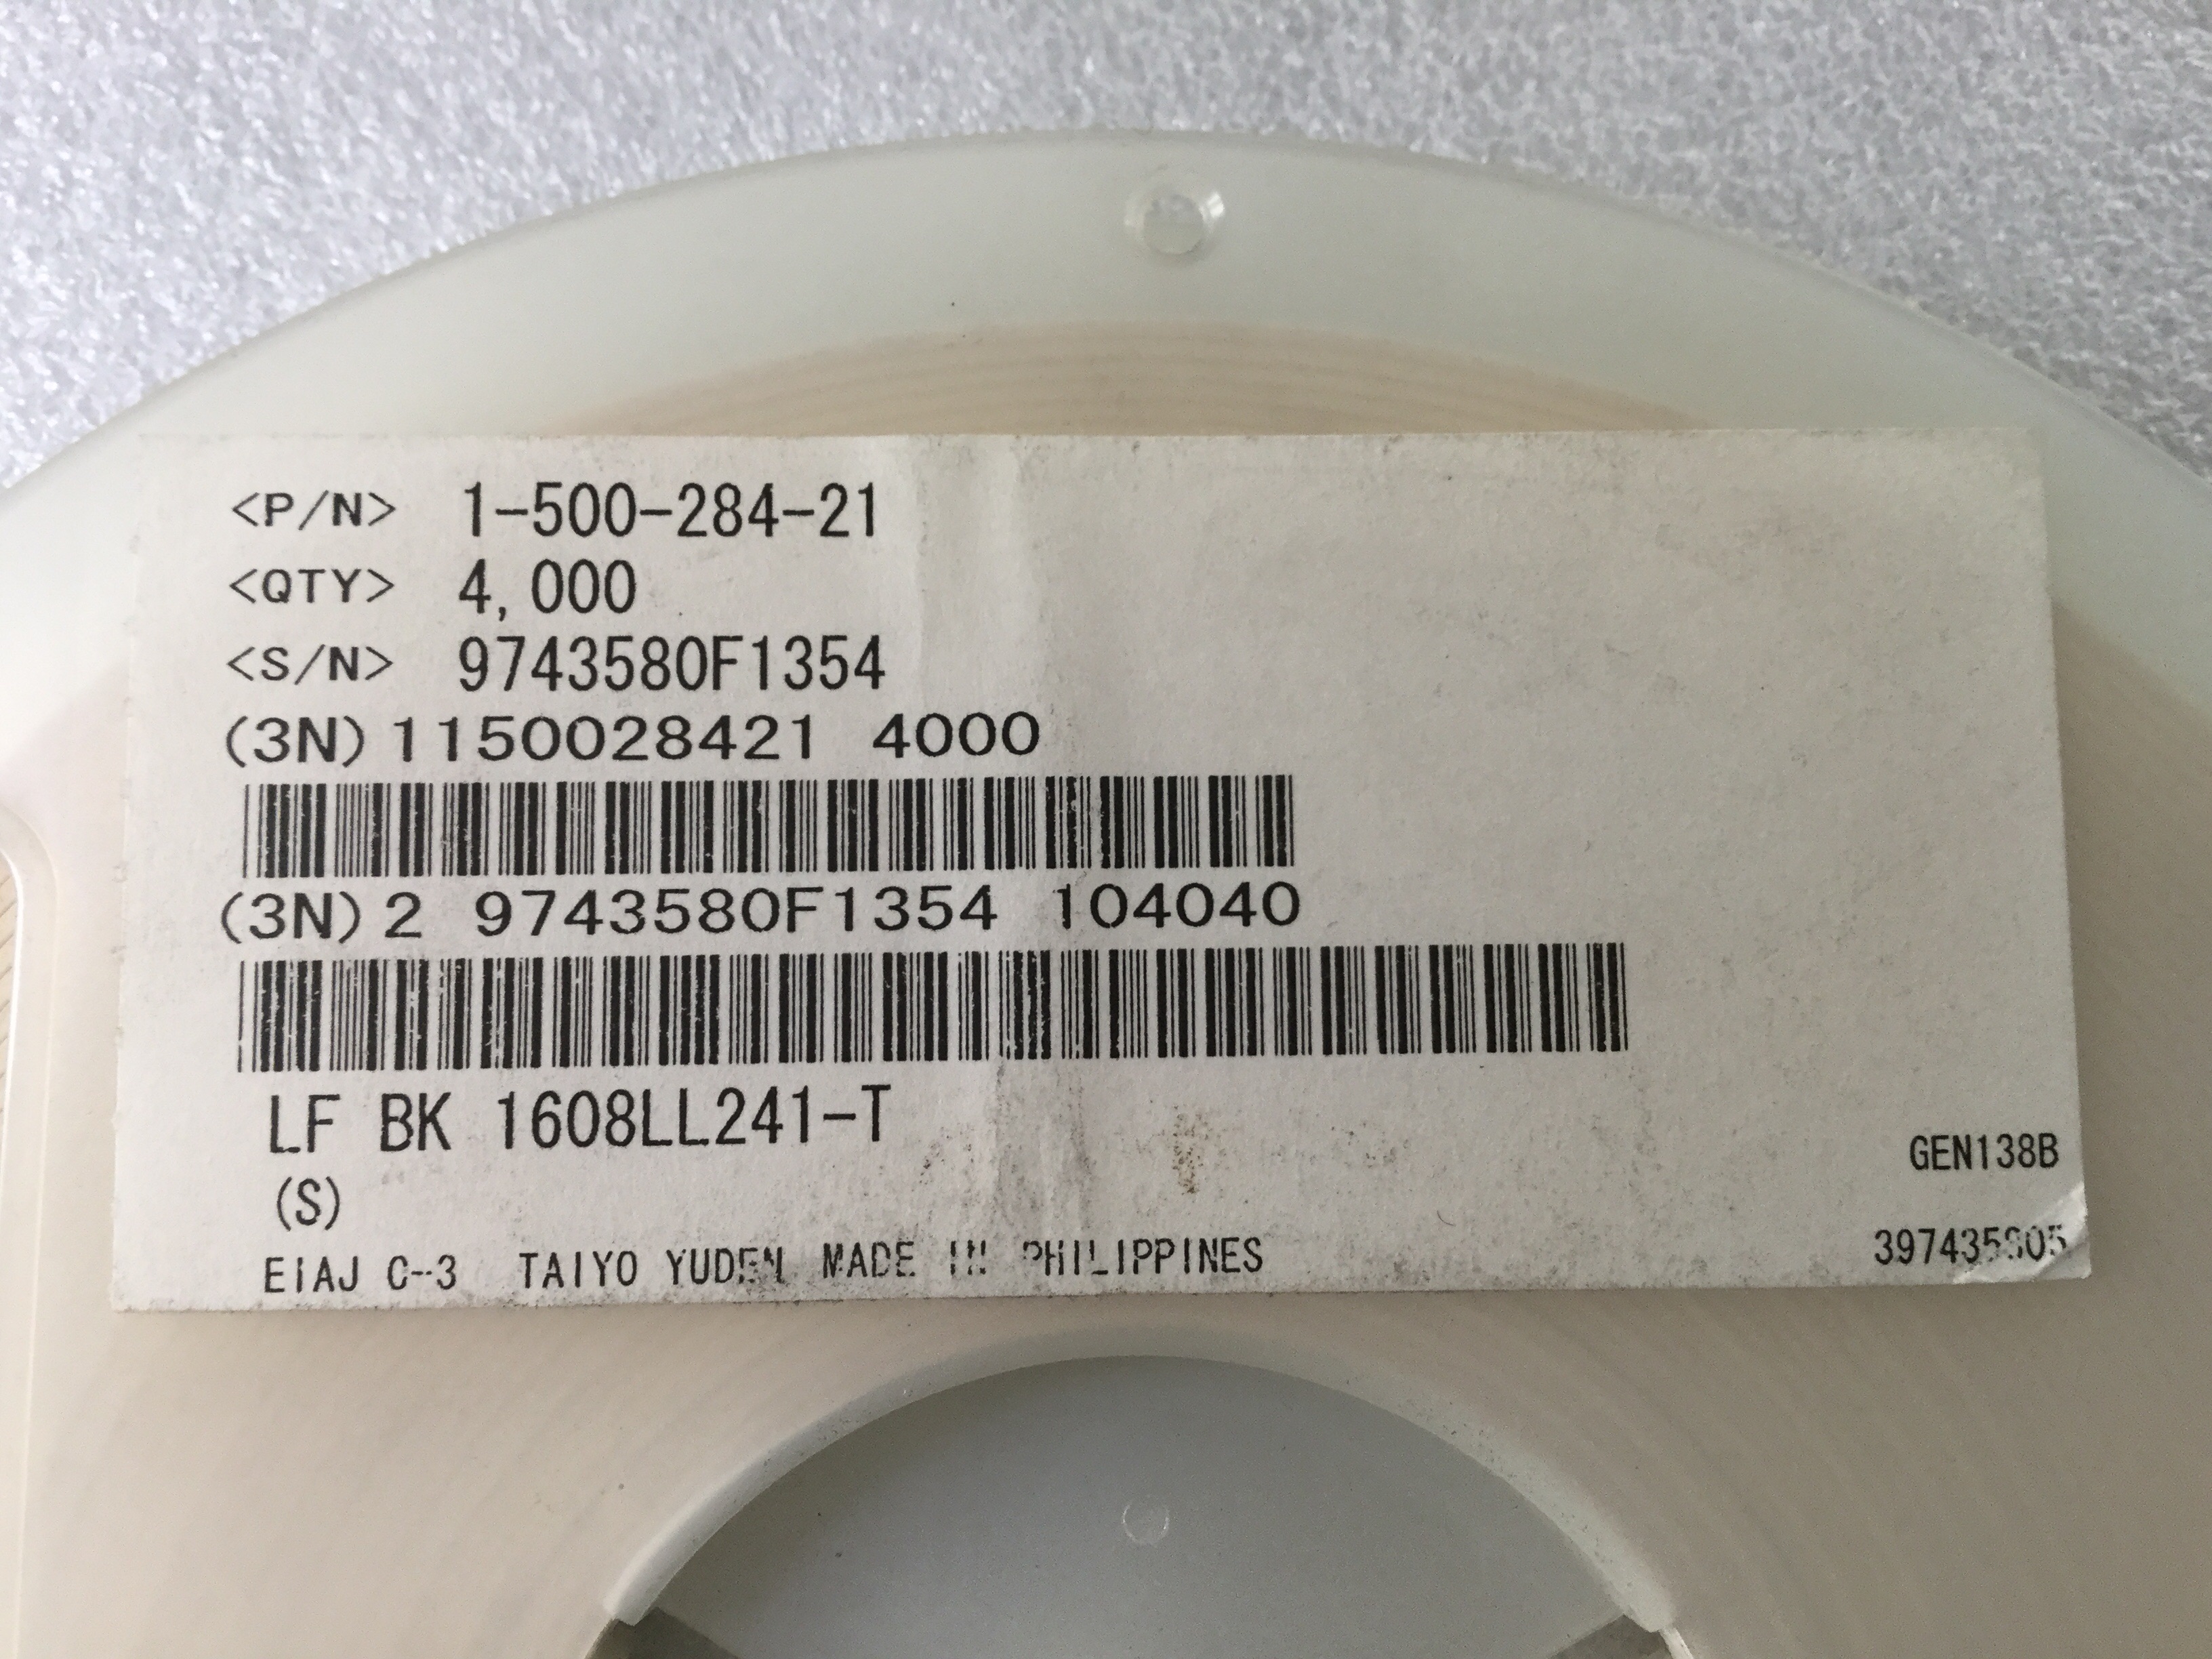 <P/N> 1-500-284-21
<QTY> 4,000
<S/N> 9743580F1354
(3N)1150028421 4000
(3N)2 9743580F1354 104040
LF BK 1608LL241-T
(S)
GEN138B
EIAJ C-3 TAIYO YUDEN MADE IN PHILIPPINES